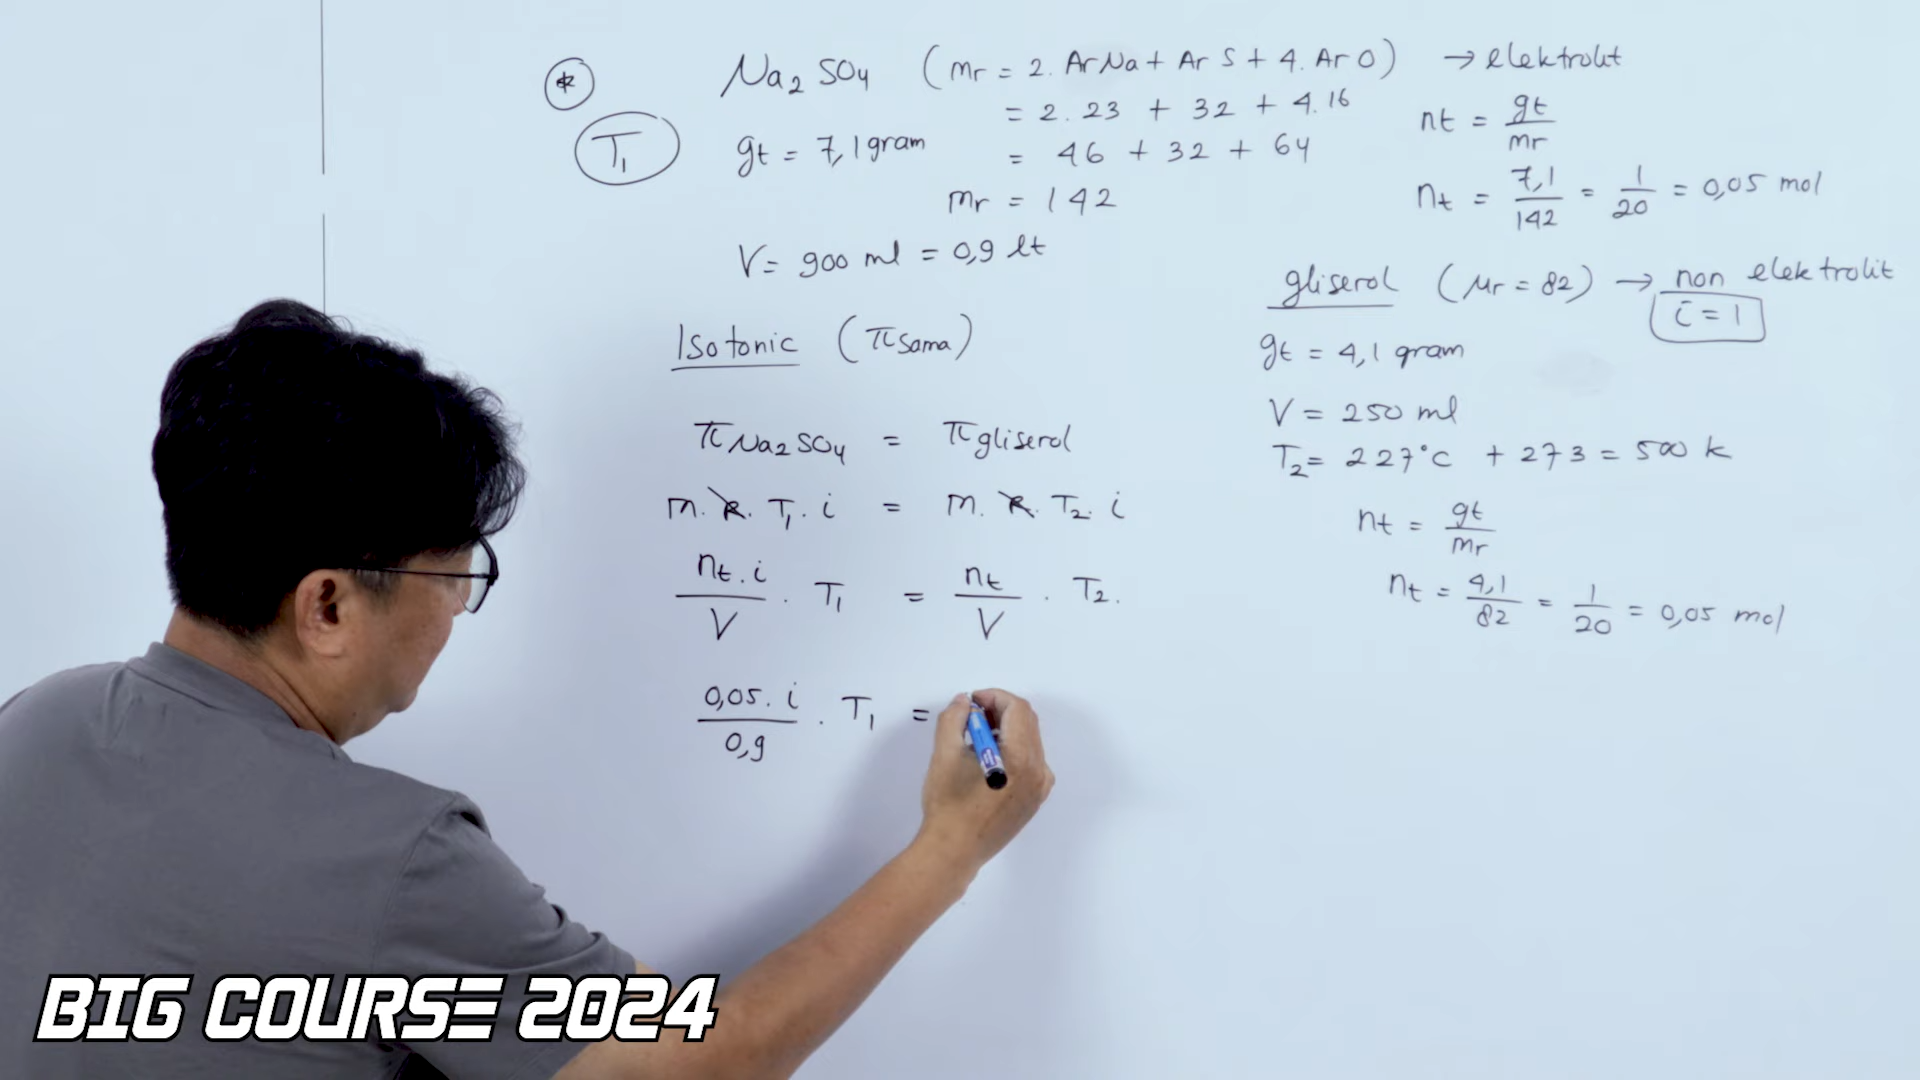 *
T₁
Na₂SO₄ (Mr = 2. Ar Na + Ar S + 4. Ar O) → elektrolit
= 2. 23 + 32 + 4.16
gt = 7,1 gram
= 46 + 32 + 64
Mr = 142
V = 900 ml = 0,9 lt
nt = gt/mr
nt = 7,1/142 = 1/20 = 0,05 mol
Isotonic (π sama)
π Na₂SO₄ = π gliserol
M. R. T₁. i = M. R. T₂. i
nt. i/V . T₁ = nt/V . T₂.
0,05. i/0,9 . T₁ =
gliserol (Mr = 82) → non elektrolit
i = 1
gt = 4,1 gram
V = 250 ml
T₂ = 227°C + 273 = 500 K
nt = gt/Mr
nt = 4,1/82 = 1/20 = 0,05 mol
BIG COURSE 2024